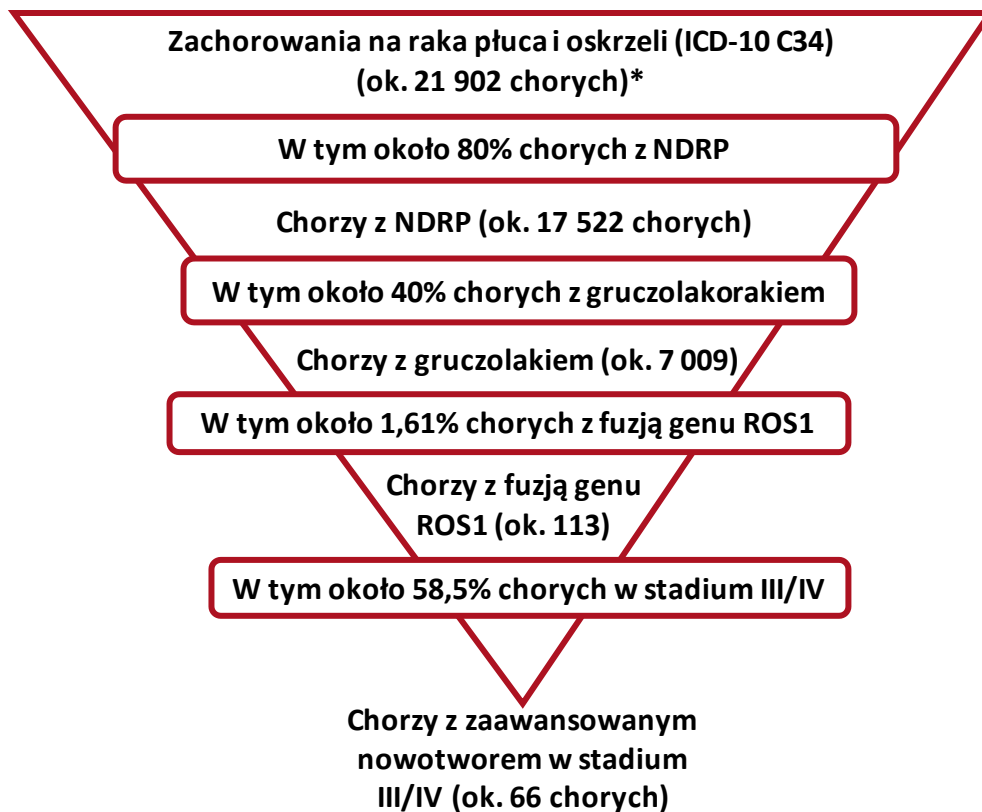 Zachorowania na raka płuca i oskrzeli (ICD-10 C34)
(ok. 21 902 chorych)*
W tym około 80% chorych z NDRP
Chorzy z NDRP (ok. 17 522 chorych)
W tym około 40% chorych z gruczolakorakiem
Chorzy z gruczolakiem (ok. 7 009)
W tym około 1,61% chorych z fuzją genu ROS1
Chorzy z fuzją genu
ROS1 (ok. 113)
W tym około 58,5% chorych w stadium III/IV
Chorzy z zaawansowanym
nowotworem w stadium
III/IV (ok. 66 chorych)